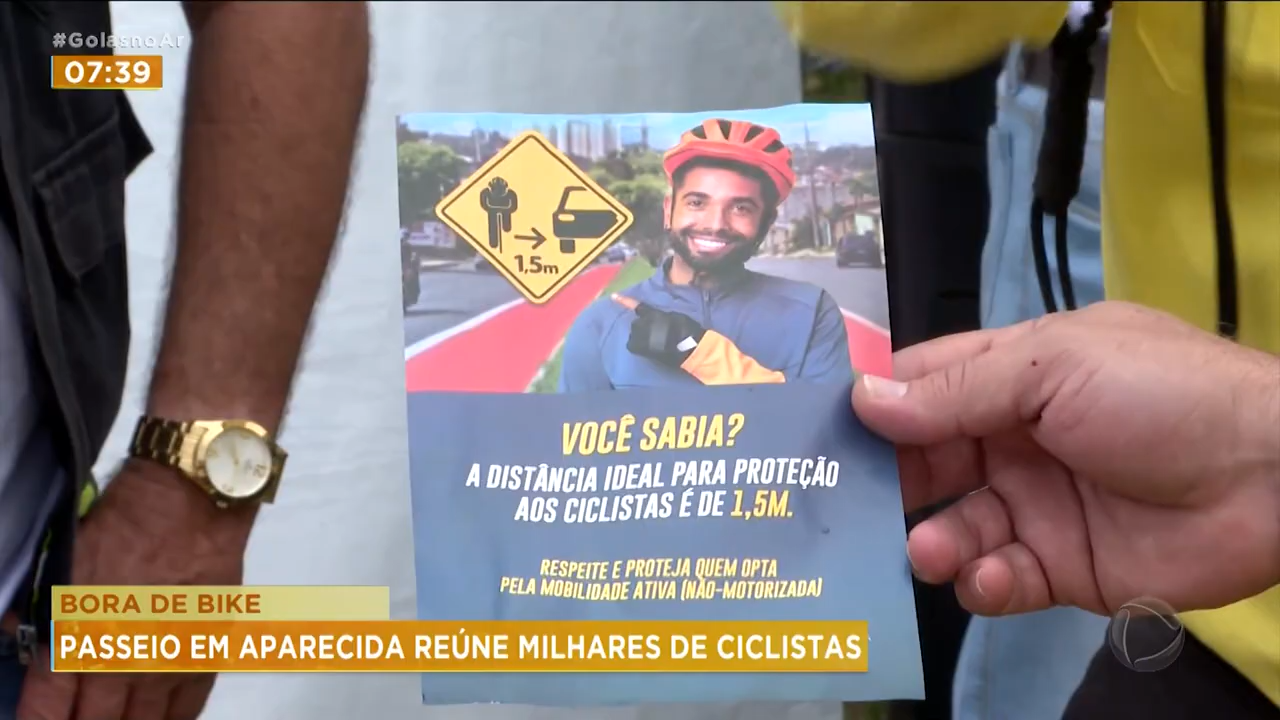 #GoiásnoAr
07:39
1,5m
VOCÊ SABIA?
A DISTÂNCIA IDEAL PARA PROTEÇÃO
AOS CICLISTAS É DE 1,5M.
RESPEITE E PROTEJA QUEM OPTA
PELA MOBILIDADE ATIVA (NÃO-MOTORIZADA)
BORA DE BIKE
PASSEIO EM APARECIDA REÚNE MILHARES DE CICLISTAS